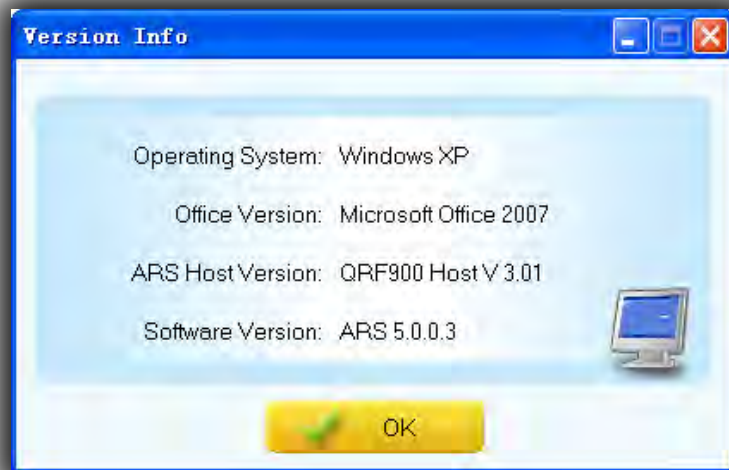 Version Info
Operating System: Windows XP
Office Version: Microsoft Office 2007
ARS Host Version: QRF900 Host V 3.01
Software Version: ARS 5.0.0.3
OK